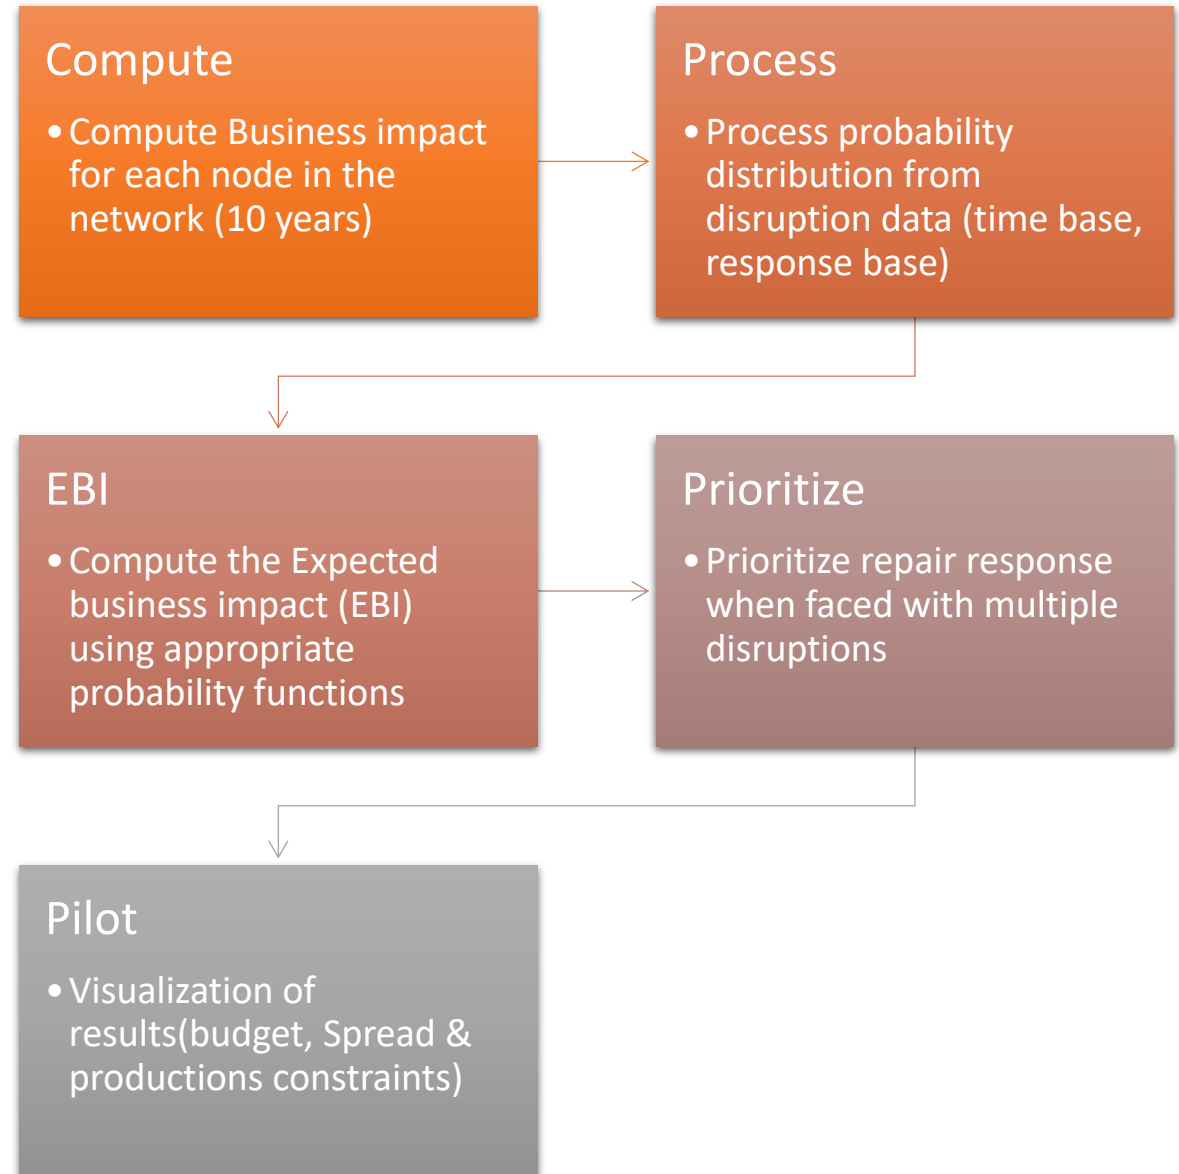 Compute
• Compute Business impact
for each node in the
network (10 years)
Process
• Process probability
distribution from
disruption data (time base,
response base)
EBI
• Compute the Expected
business impact (EBI)
using appropriate
probability functions
Prioritize
• Prioritize repair response
when faced with multiple
disruptions
Pilot
• Visualization of
results(budget, Spread &
productions constraints)